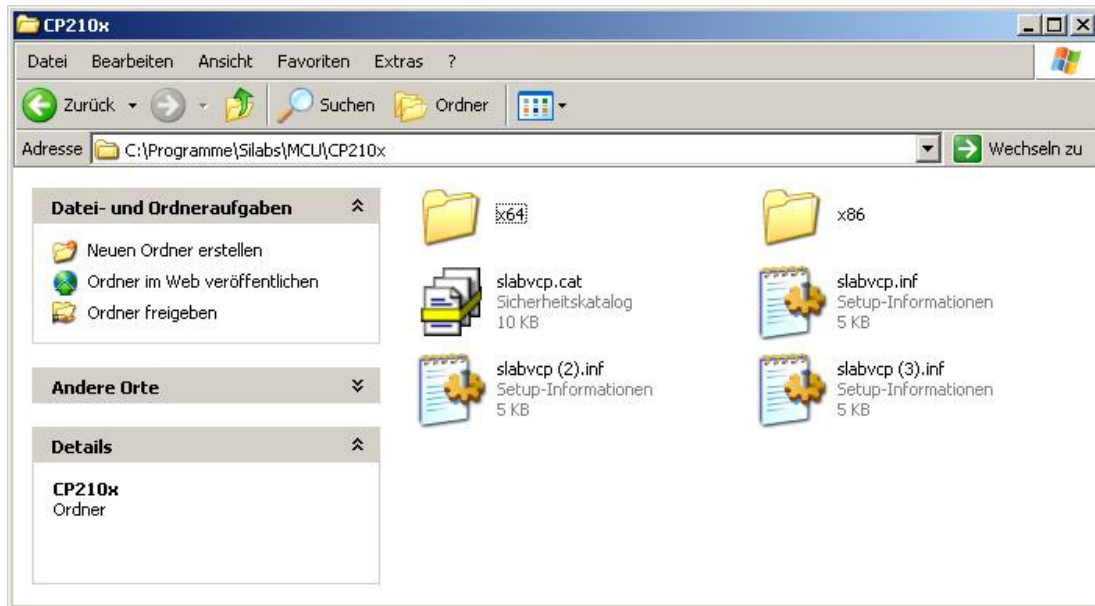 CP210x
Datei Bearbeiten Ansicht Favoriten Extras ?
Zurück Suchen Ordner
Adresse C:\Programme\Silabs\MCU\CP210x Wechseln zu
Datei- und Ordneraufgaben
Neuen Ordner erstellen
Ordner im Web veröffentlichen
Ordner freigeben
Andere Orte
Details
CP210x
Ordner
x64
x86
slabvcp.cat
Sicherheitskatalog
10 KB
slabvcp.inf
Setup-Informationen
5 KB
slabvcp (2).inf
Setup-Informationen
5 KB
slabvcp (3).inf
Setup-Informationen
5 KB